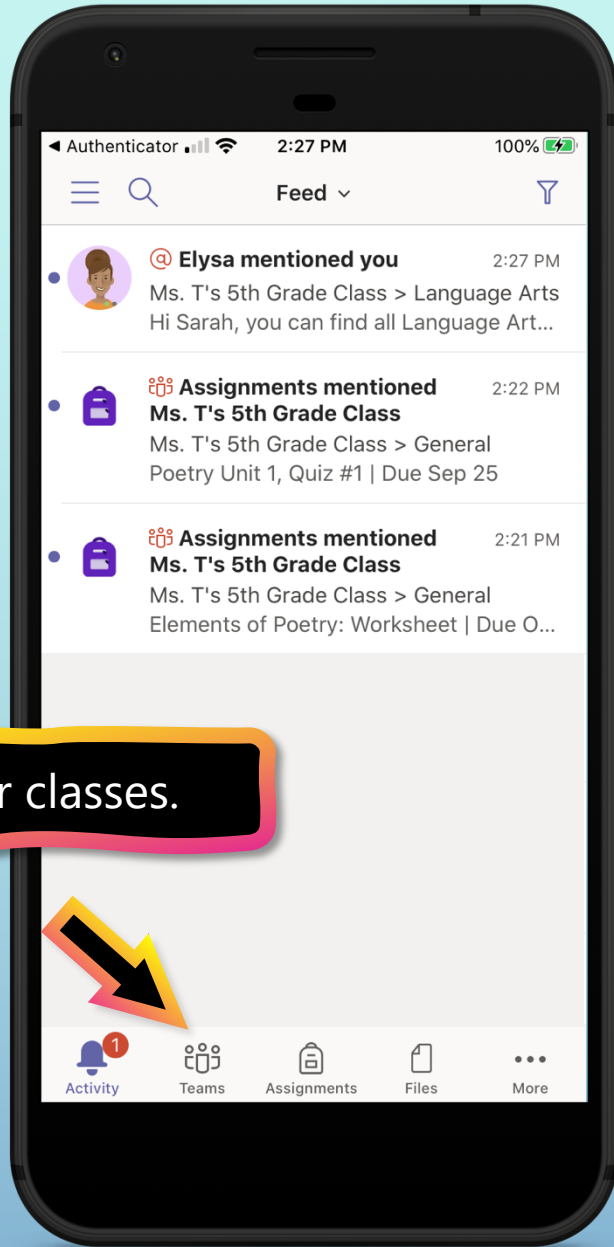 ◀ Authenticator 2:27 PM 100%
Feed
@ Elysa mentioned you 2:27 PM
Ms. T's 5th Grade Class > Language Arts
Hi Sarah, you can find all Language Art...
Assignments mentioned 2:22 PM
Ms. T's 5th Grade Class
Ms. T's 5th Grade Class > General
Poetry Unit 1, Quiz #1 | Due Sep 25
Assignments mentioned 2:21 PM
Ms. T's 5th Grade Class
Ms. T's 5th Grade Class > General
Elements of Poetry: Worksheet | Due O...
r classes.
1
Activity Teams Assignments Files More